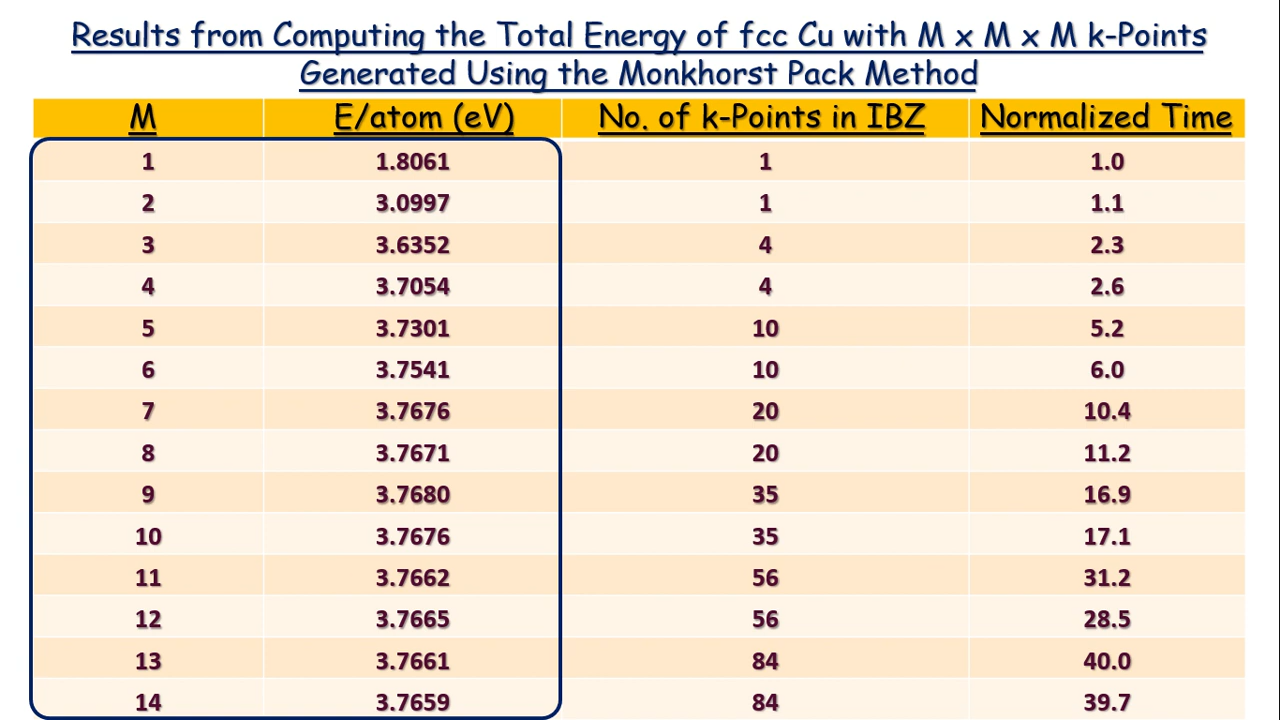 Results from Computing the Total Energy of fcc Cu with M x M x M k-Points
Generated Using the Monkhorst Pack Method
M E/atom (eV) No. of k-Points in IBZ Normalized Time
1 1.8061 1 1.0
2 3.0997 1 1.1
3 3.6352 4 2.3
4 3.7054 4 2.6
5 3.7301 10 5.2
6 3.7541 10 6.0
7 3.7676 20 10.4
8 3.7671 20 11.2
9 3.7680 35 16.9
10 3.7676 35 17.1
11 3.7662 56 31.2
12 3.7665 56 28.5
13 3.7661 84 40.0
14 3.7659 84 39.7